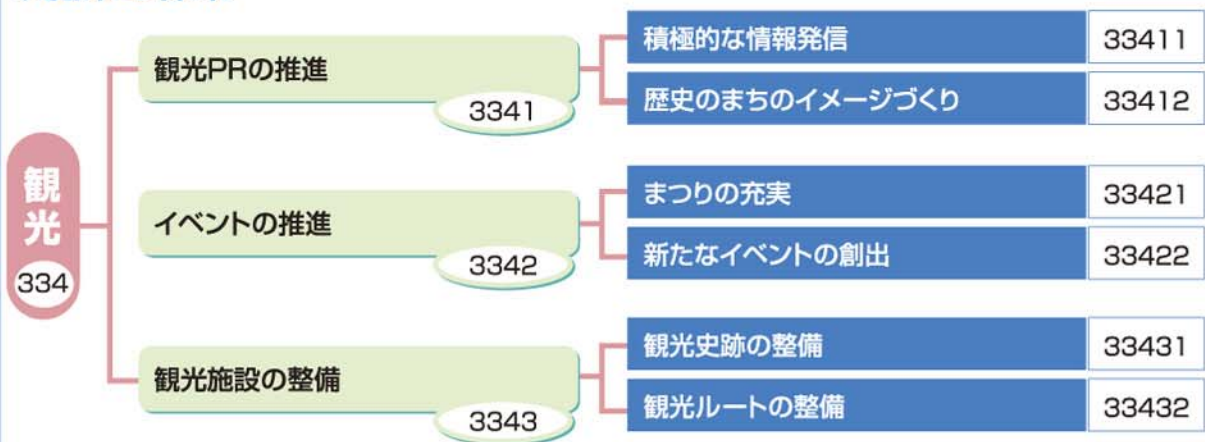 観光
334
観光PRの推進
3341
積極的な情報発信 33411
歴史のまちのイメージづくり 33412
イベントの推進
3342
まつりの充実 33421
新たなイベントの創出 33422
観光施設の整備
3343
観光史跡の整備 33431
観光ルートの整備 33432